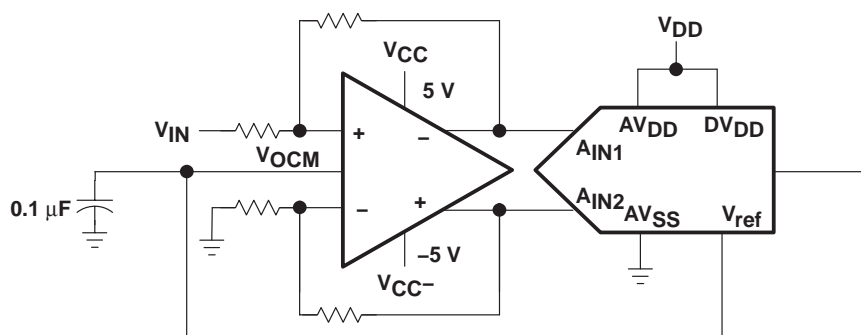 VDD
VCC
5 V
VIN
+
−
AVDD
DVDD
VOCM
AIN1
0.1 μF
−
+
AIN2
AVSS
Vref
−5 V
VCC−